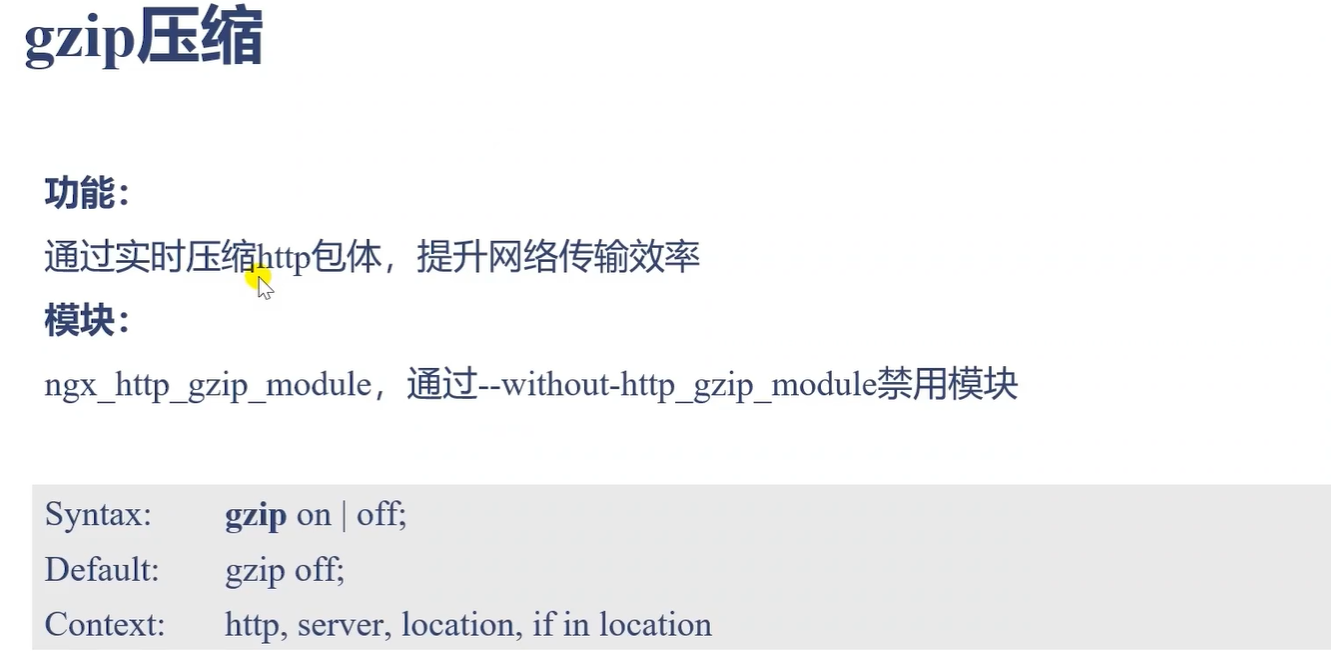 gzip压缩
功能：
通过实时压缩http包体，提升网络传输效率
模块：
ngx_http_gzip_module，通过--without-http_gzip_module禁用模块
Syntax: gzip on | off;
Default: gzip off;
Context: http, server, location, if in location